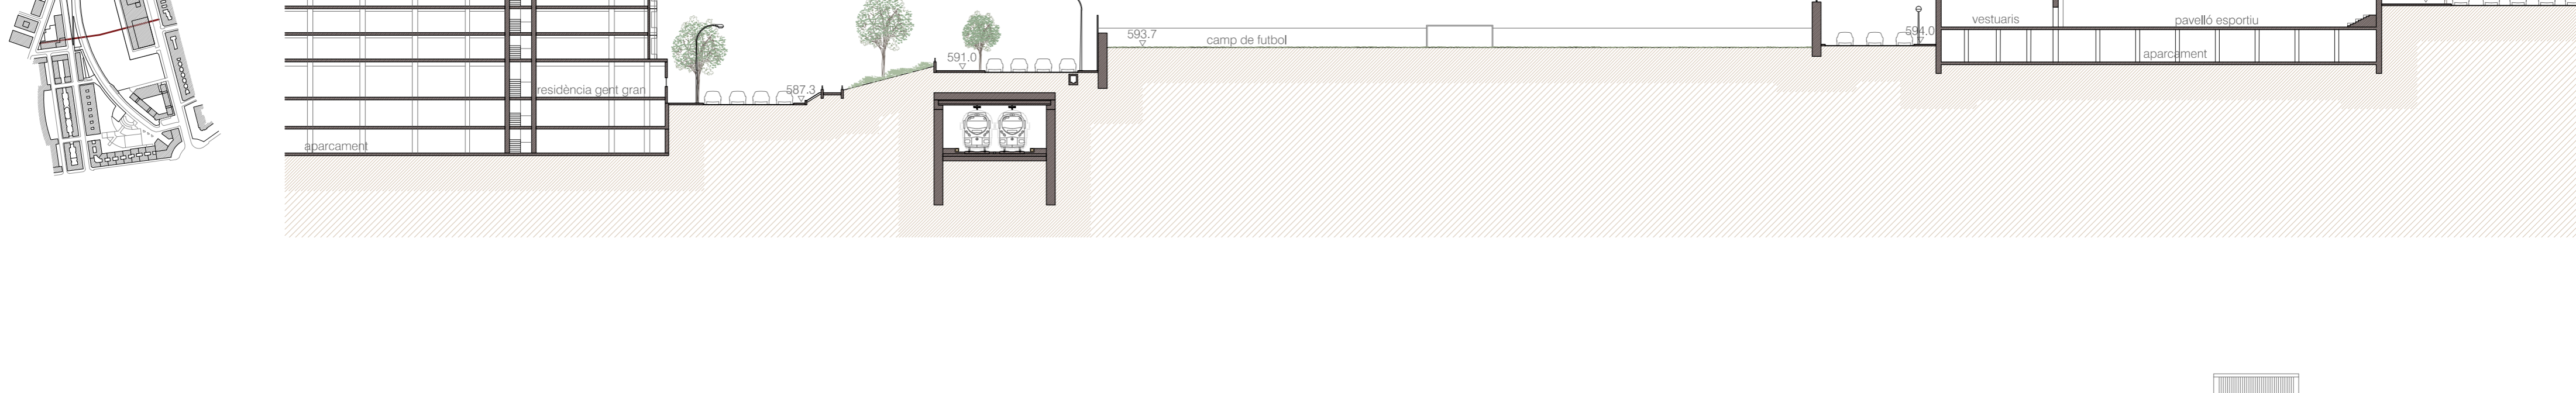 vestuaris
pavelló esportiu
593.7
camp de futbol
594.0
591.0
aparcament
residència gent gran
587.3
aparcament